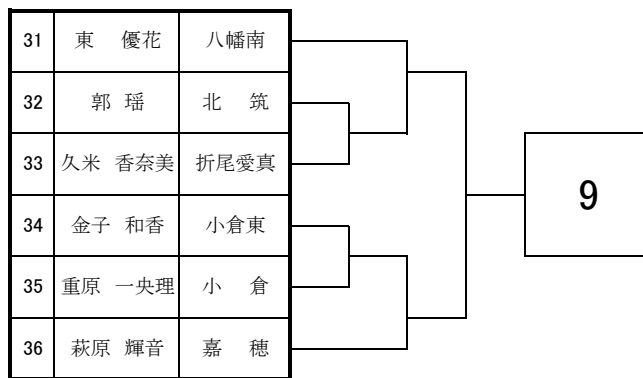 31 東　優花 八幡南
32 郭 瑶 北　筑
33 久米 香奈美 折尾愛真
34 金子 和香 小倉東
35 重原 一央理 小　倉
36 萩原 輝音 嘉　穂
9